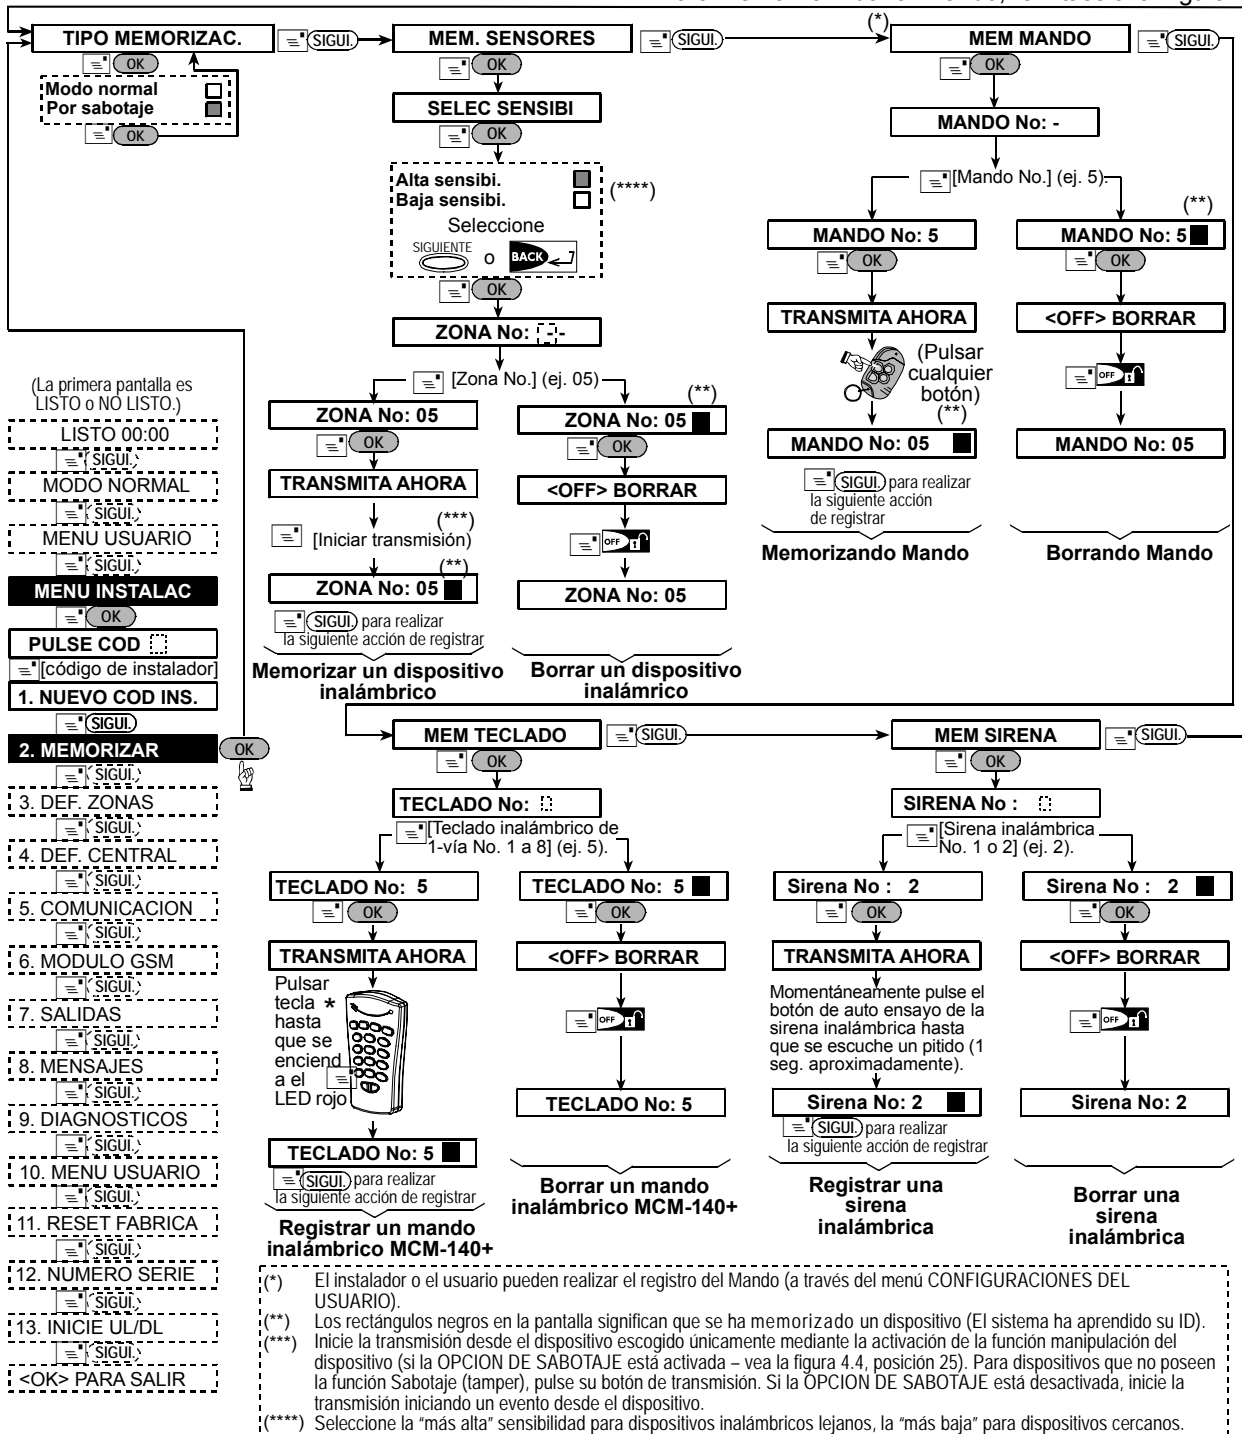 TIPO MEMORIZAC.
SIGUI.
MEM. SENSORES
SIGUI.
(*)
MEM MANDO
SIGUI.
OK
Modo normal
Por sabotaje
OK
OK
SELEC SENSIBI
OK
Alta sensibi.
Baja sensibi.
(****)
Seleccione
SIGUIENTE
o
BACK
OK
ZONA No: --
[Zona No.] (ej. 05)
ZONA No: 05
OK
TRANSMITA AHORA
(***)
[Iniciar transmisión)
(**)
ZONA No: 05
SIGUI. para realizar
la siguiente acción de registrar
Memorizar un dispositivo
inalámbrico
(**)
ZONA No: 05
OK
<OFF> BORRAR
OFF
ZONA No: 05
Borrar un dispositivo
inalámrico
OK
MANDO No: -
[Mando No.] (ej. 5).
MANDO No: 5
OK
TRANSMITA AHORA
(Pulsar
cualquier
botón)
(**)
MANDO No: 05
SIGUI. para realizar
la siguiente acción
de registrar
Memorizando Mando
(**)
MANDO No: 5
OK
<OFF> BORRAR
OFF
MANDO No: 05
Borrando Mando
(La primera pantalla es
LISTO o NO LISTO.)
LISTO 00:00
SIGUI.
MODO NORMAL
SIGUI.
MENU USUARIO
SIGUI.
MENU INSTALAC
OK
PULSE COD
[código de instalador]
1. NUEVO COD INS.
SIGUI.
2. MEMORIZAR
OK
SIGUI.
3. DEF. ZONAS
SIGUI.
4. DEF. CENTRAL
SIGUI.
5. COMUNICACION
SIGUI.
6. MODULO GSM
SIGUI.
7. SALIDAS
SIGUI.
8. MENSAJES
SIGUI.
9. DIAGNOSTICOS
SIGUI.
10. MENU USUARIO
SIGUI.
11. RESET FABRICA
SIGUI.
12. NUMERO SERIE
SIGUI.
13. INICIE UL/DL
SIGUI.
<OK> PARA SALIR
MEM TECLADO
SIGUI.
MEM SIRENA
SIGUI.
OK
TECLADO No:
[Teclado inalámbrico de
1-vía No. 1 a 8] (ej. 5).
TECLADO No: 5
OK
TRANSMITA AHORA
Pulsar
tecla *
hasta
que se
enciend
a el
LED rojo
TECLADO No: 5
SIGUI. para realizar
la siguiente acción de registrar
Registrar un mando
inalámbrico MCM-140+
TECLADO No: 5
OK
<OFF> BORRAR
OFF
TECLADO No: 5
Borrar un mando
inalámbrico MCM-140+
OK
SIRENA No :
[Sirena inalámbrica
No. 1 o 2] (ej. 2).
Sirena No : 2
OK
TRANSMITA AHORA
Momentáneamente pulse el
botón de auto ensayo de la
sirena inalámbrica hasta
que se escuche un pitido (1
seg. aproximadamente).
Sirena No: 2
SIGUI. para realizar
la siguiente acción de registrar
Registrar una
sirena
inalámbrica
Sirena No : 2
OK
<OFF> BORRAR
OFF
Sirena No: 2
Borrar una
sirena
inalámbrica
(*) El instalador o el usuario pueden realizar el registro del Mando (a través del menú CONFIGURACIONES DEL
USUARIO).
(**) Los rectángulos negros en la pantalla significan que se ha memorizado un dispositivo (El sistema ha aprendido su ID).
(***) Inicie la transmisión desde el dispositivo escogido únicamente mediante la activación de la función manipulación del
dispositivo (si la OPCION DE SABOTAJE está activada – vea la figura 4.4, posición 25). Para dispositivos que no poseen
la función Sabotaje (tamper), pulse su botón de transmisión. Si la OPCION DE SABOTAJE está desactivada, inicie la
transmisión iniciando un evento desde el dispositivo.
(****) Seleccione la “más alta” sensibilidad para dispositivos inalámbricos lejanos, la “más baja” para dispositivos cercanos.